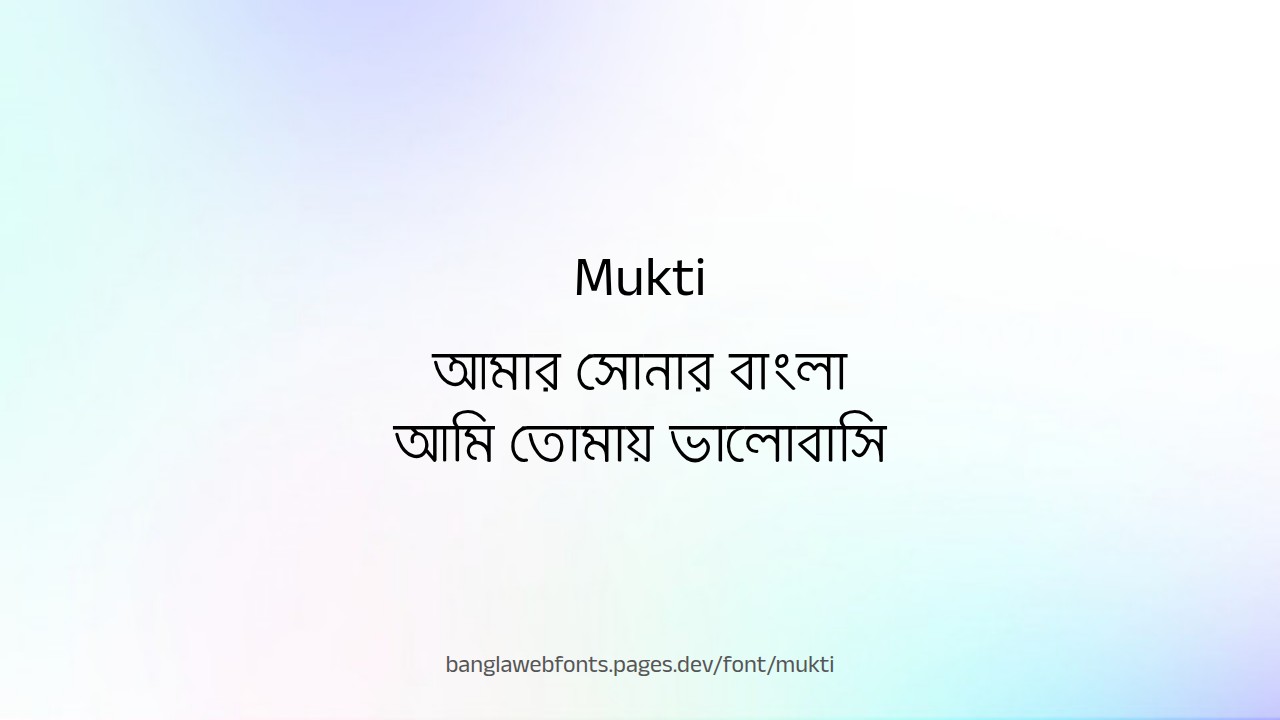 Mukti
আমার সোনার বাংলা
আমি তোমায় ভালোবাসি
banglawebfonts.pages.dev/font/mukti